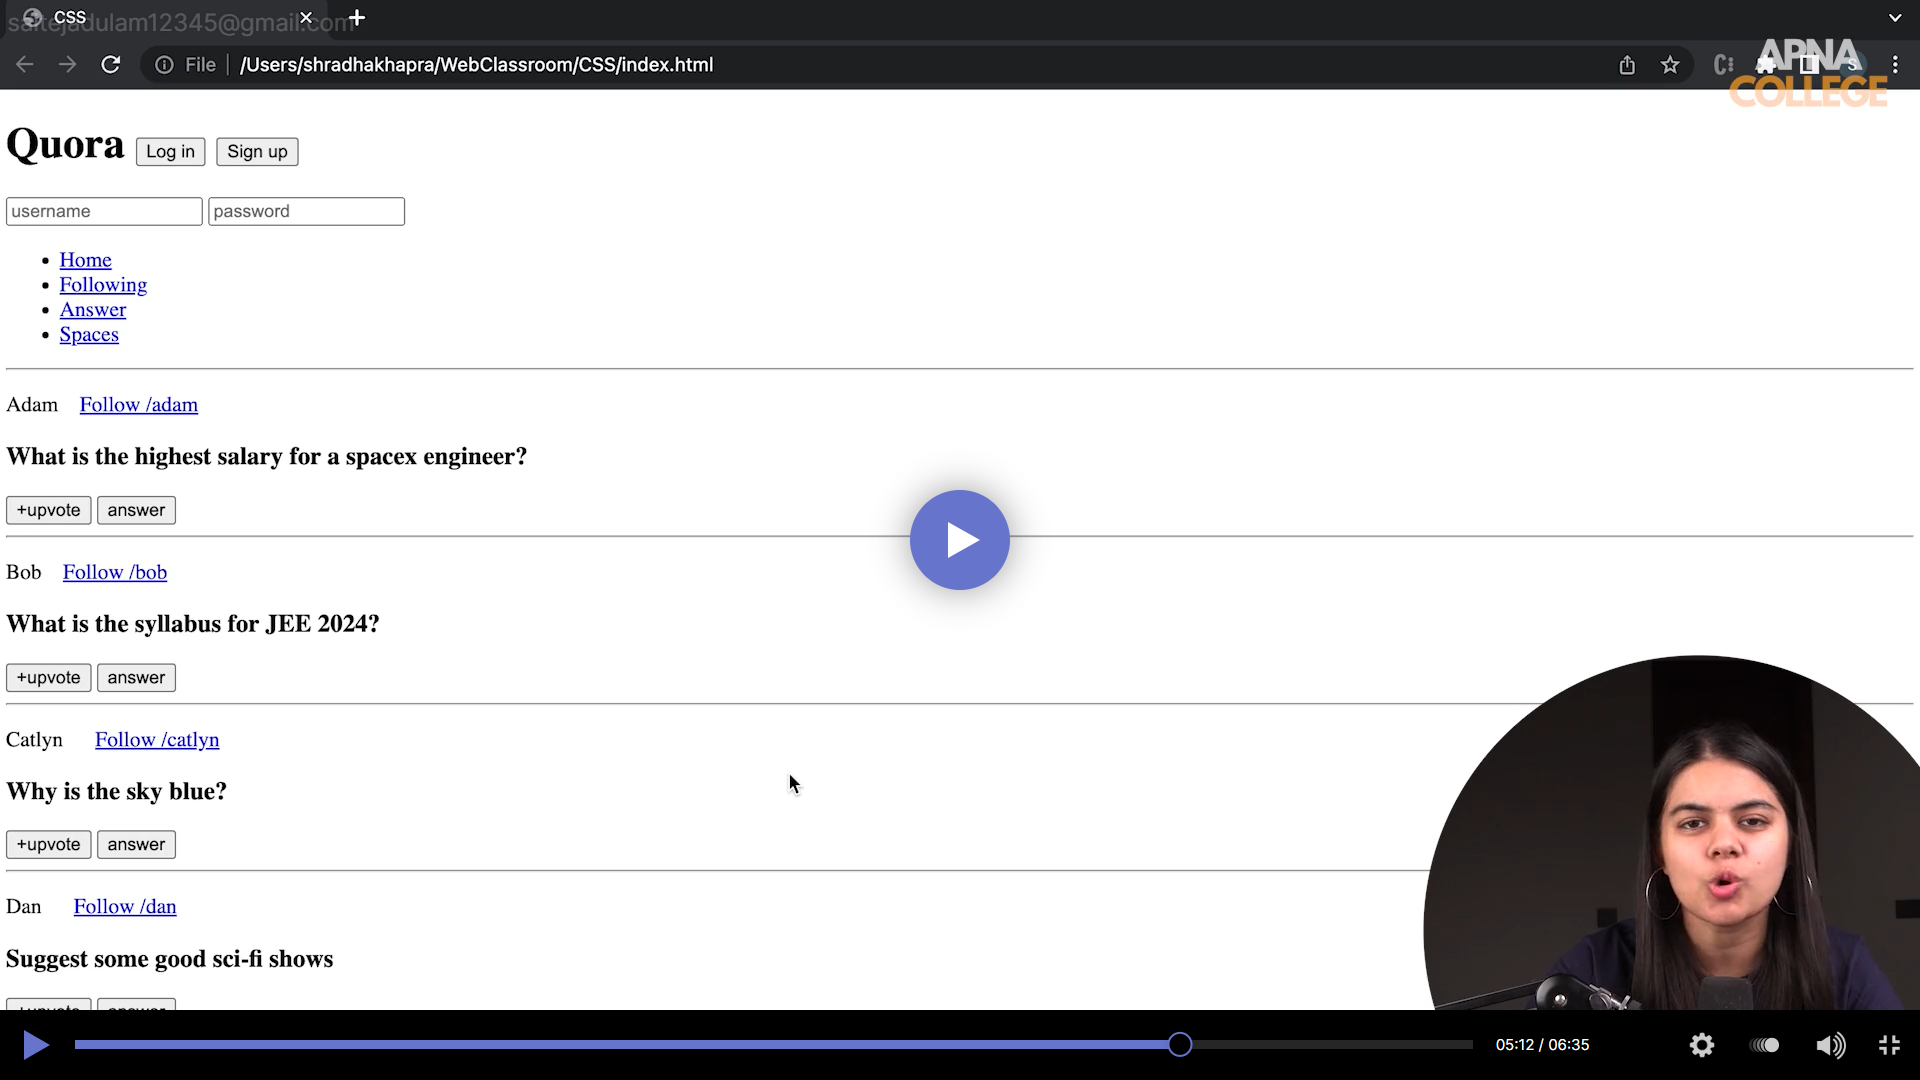 CSS
saitejadulam12345@gmail.com
File /Users/shradhakhapra/WebClassroom/CSS/index.html
APNA
COLLEGE
Quora Log in Sign up
username password
Home
Following
Answer
Spaces
Adam Follow /adam
What is the highest salary for a spacex engineer?
+upvote answer
Bob Follow /bob
What is the syllabus for JEE 2024?
+upvote answer
Catlyn Follow /catlyn
Why is the sky blue?
+upvote answer
Dan Follow /dan
Suggest some good sci-fi shows
+upvote answer
05:12 / 06:35